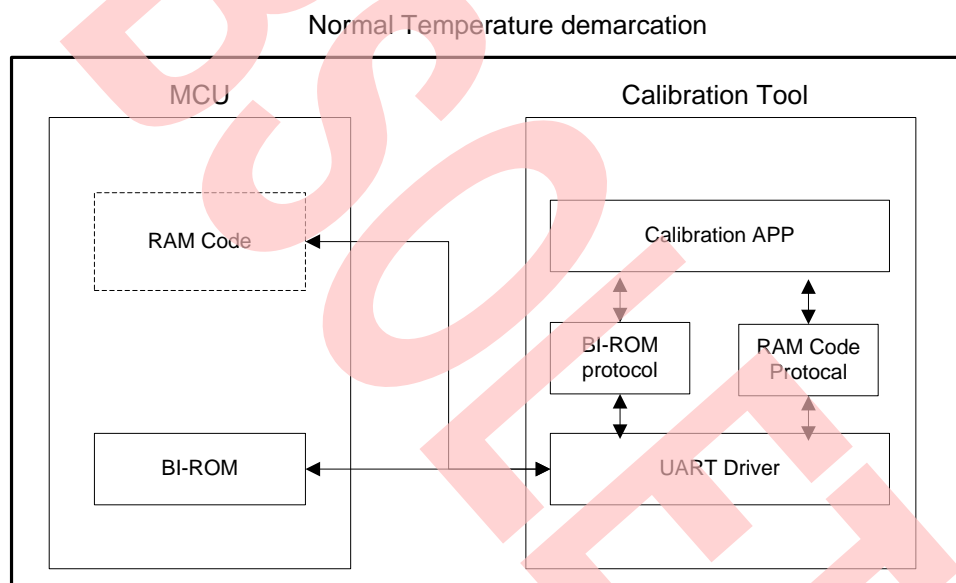 Normal Temperature demarcation
MCU
Calibration Tool
RAM Code
Calibration APP
BI-ROM
protocol
RAM Code
Protocal
BI-ROM
UART Driver
OBSOLETE